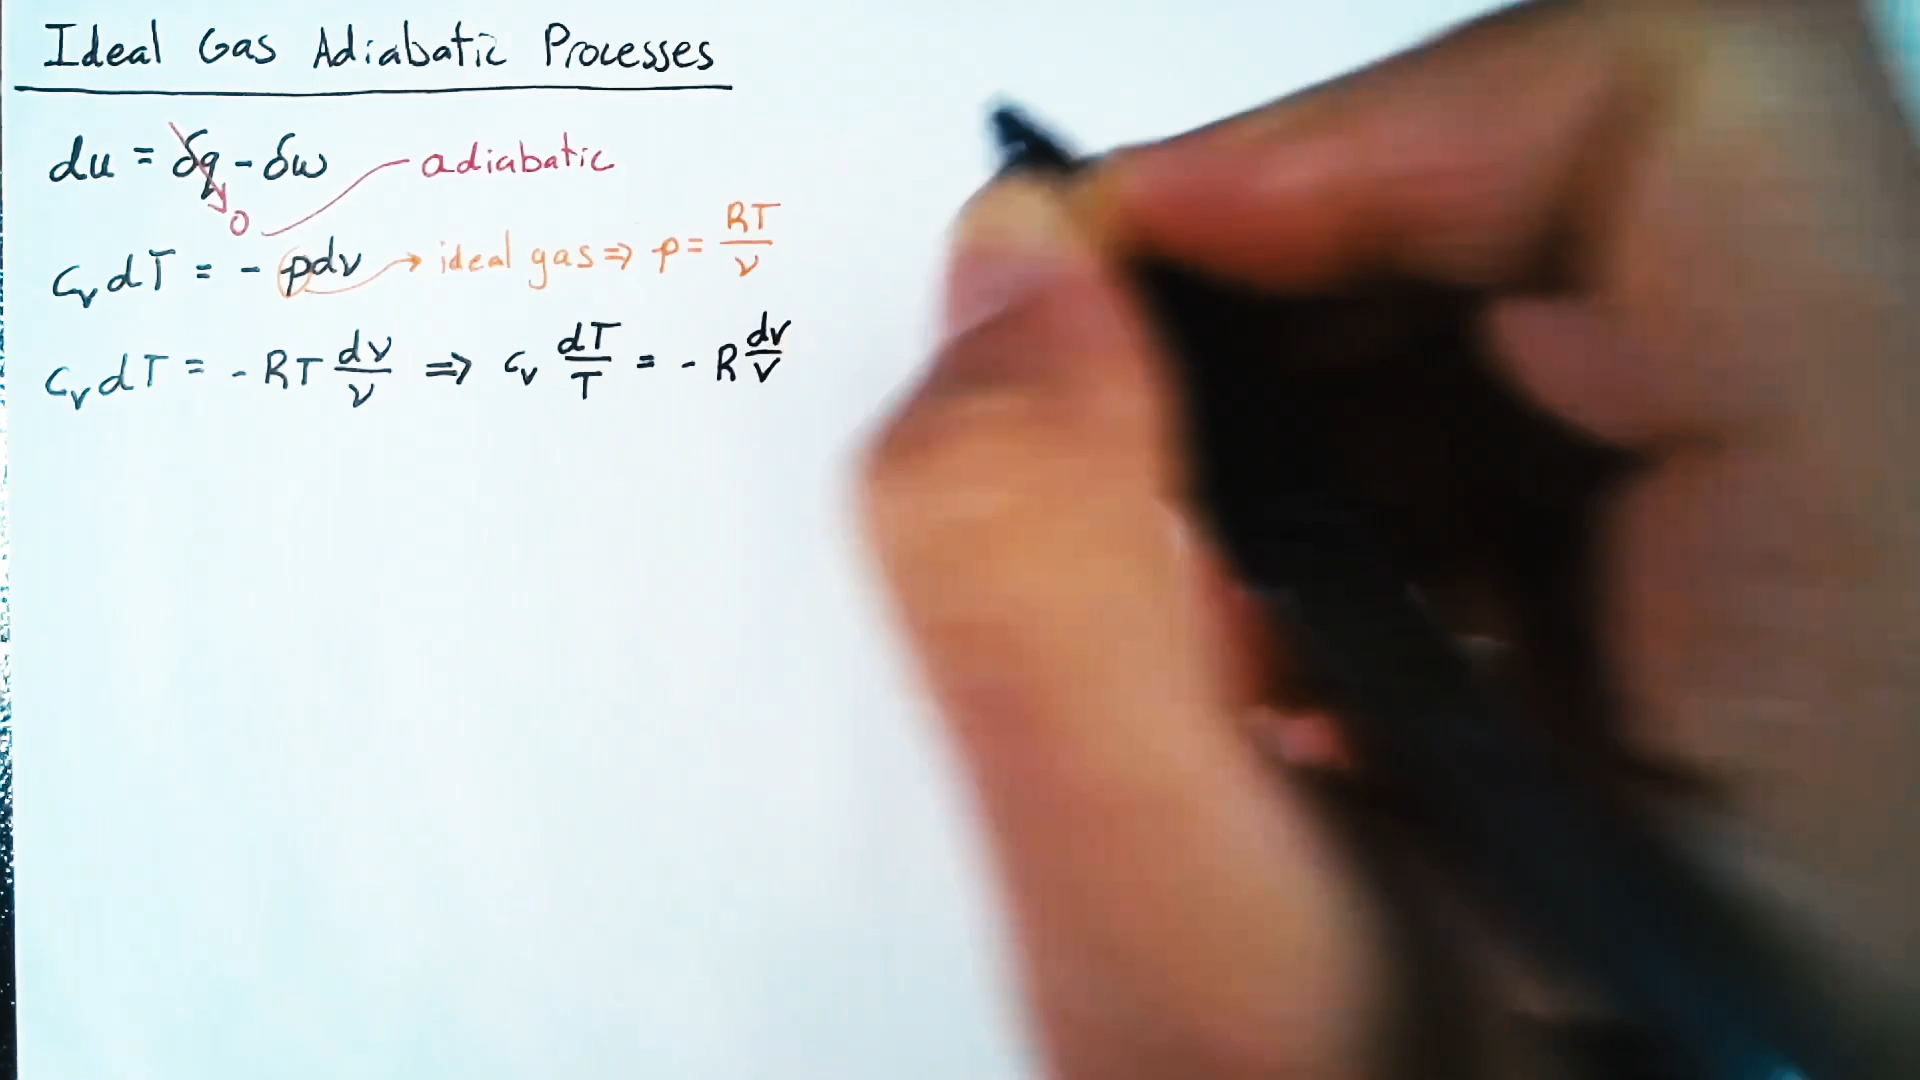 Ideal Gas Adiabatic Processes
du = δq - δw adiabatic
0
c_v dT = - pdv → ideal gas ⇒ p = RT/v
c_v dT = - RT dv/v ⇒ c_v dT/T = - R dv/v